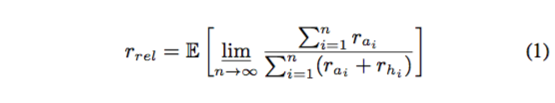 r_{rel} = \mathbb{E}\left[\varliminf_{n \to \infty} \frac{\sum_{i=1}^{n} r_{a_i}}{\sum_{i=1}^{n} (r_{a_i} + r_{h_i})}\right] (1)